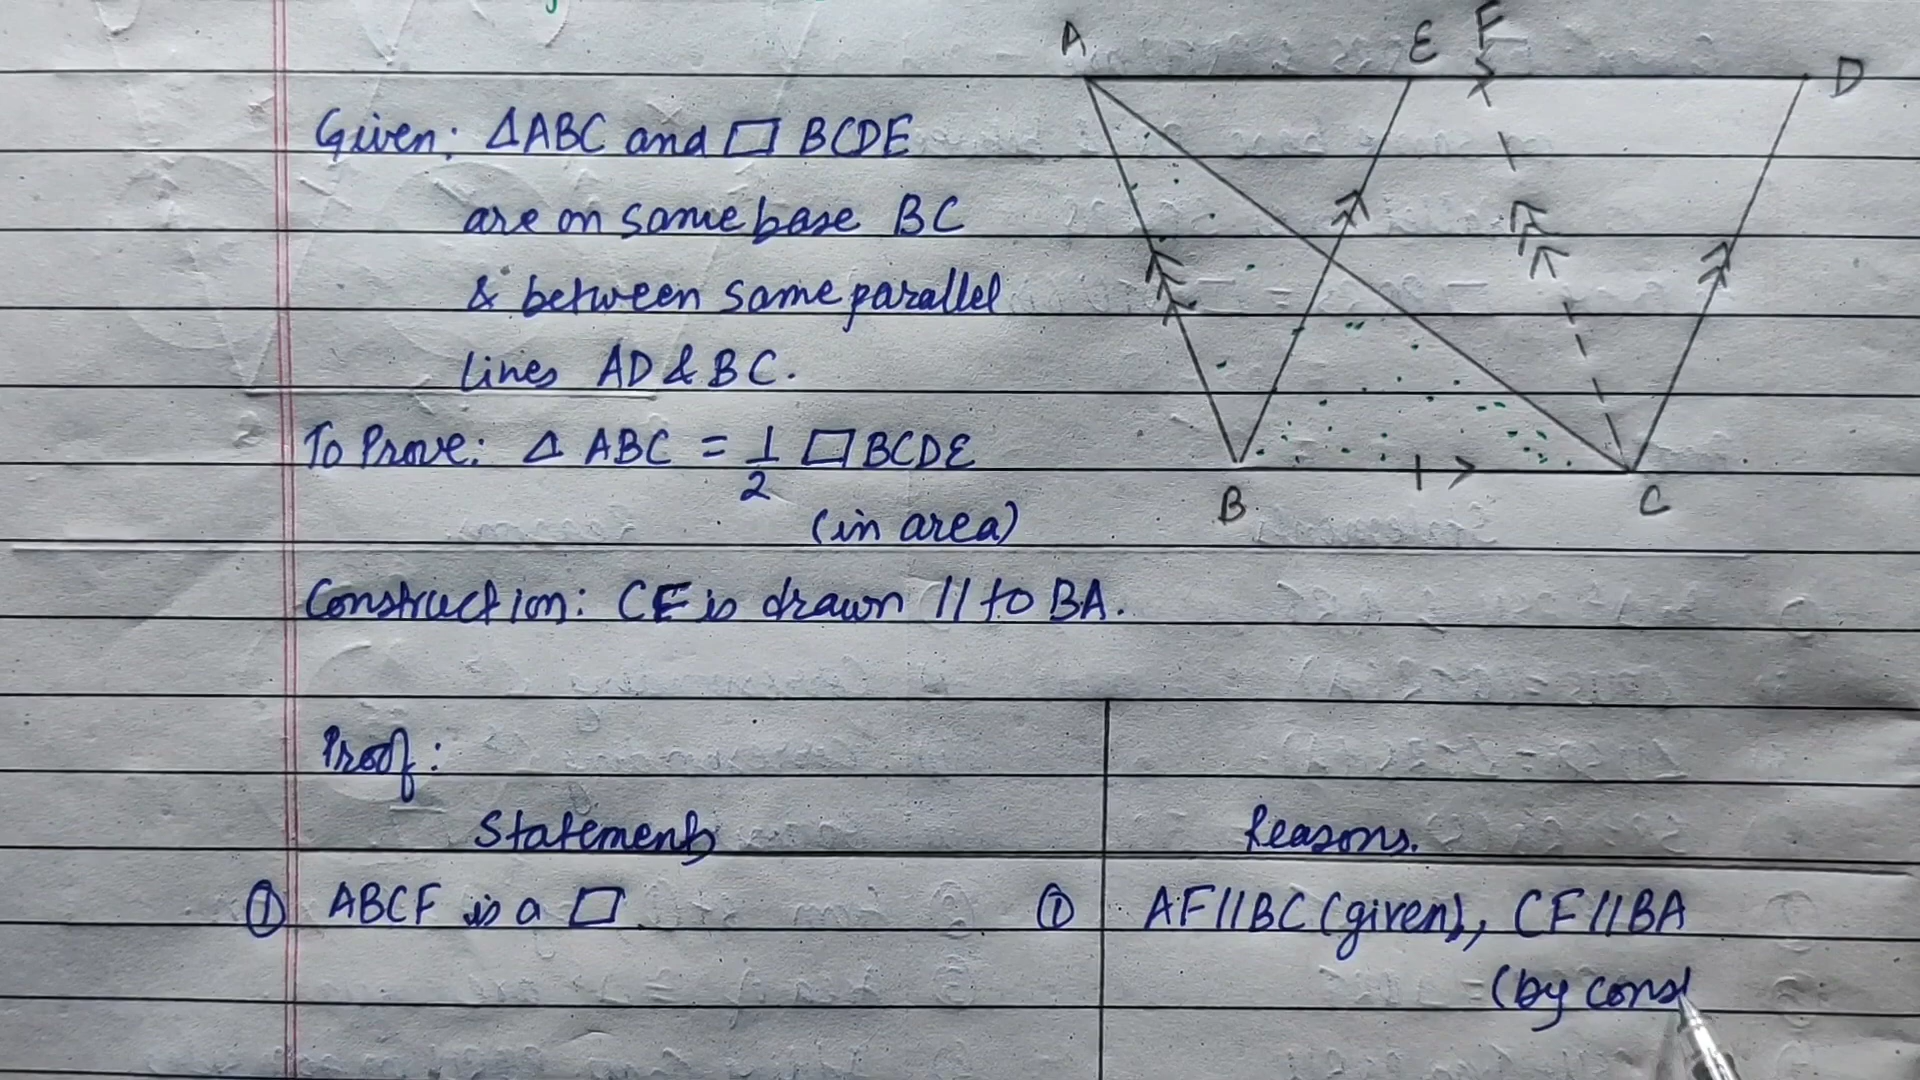 A E F D
Given: △ABC and ▱ BCDE
are on same base BC
& between same parallel
lines AD & BC.
To Prove: △ ABC = 1/2 ▱ BCDE
(in area)
B C
Construction: CF is drawn // to BA.
Proof:
Statements Reasons.
① ABCF is a ▱. ① AF//BC (given), CF//BA
(by const